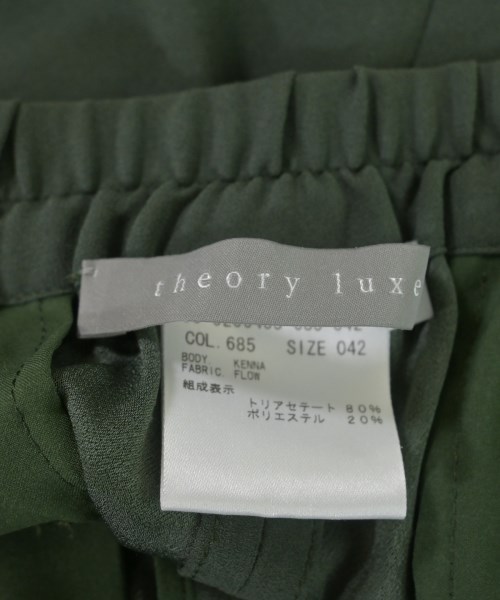 theory luxe
COL. 685 SIZE 042
BODY. KENNA
FABRIC. FLOW
組成表示
トリアセテート 80%
ポリエステル 20%